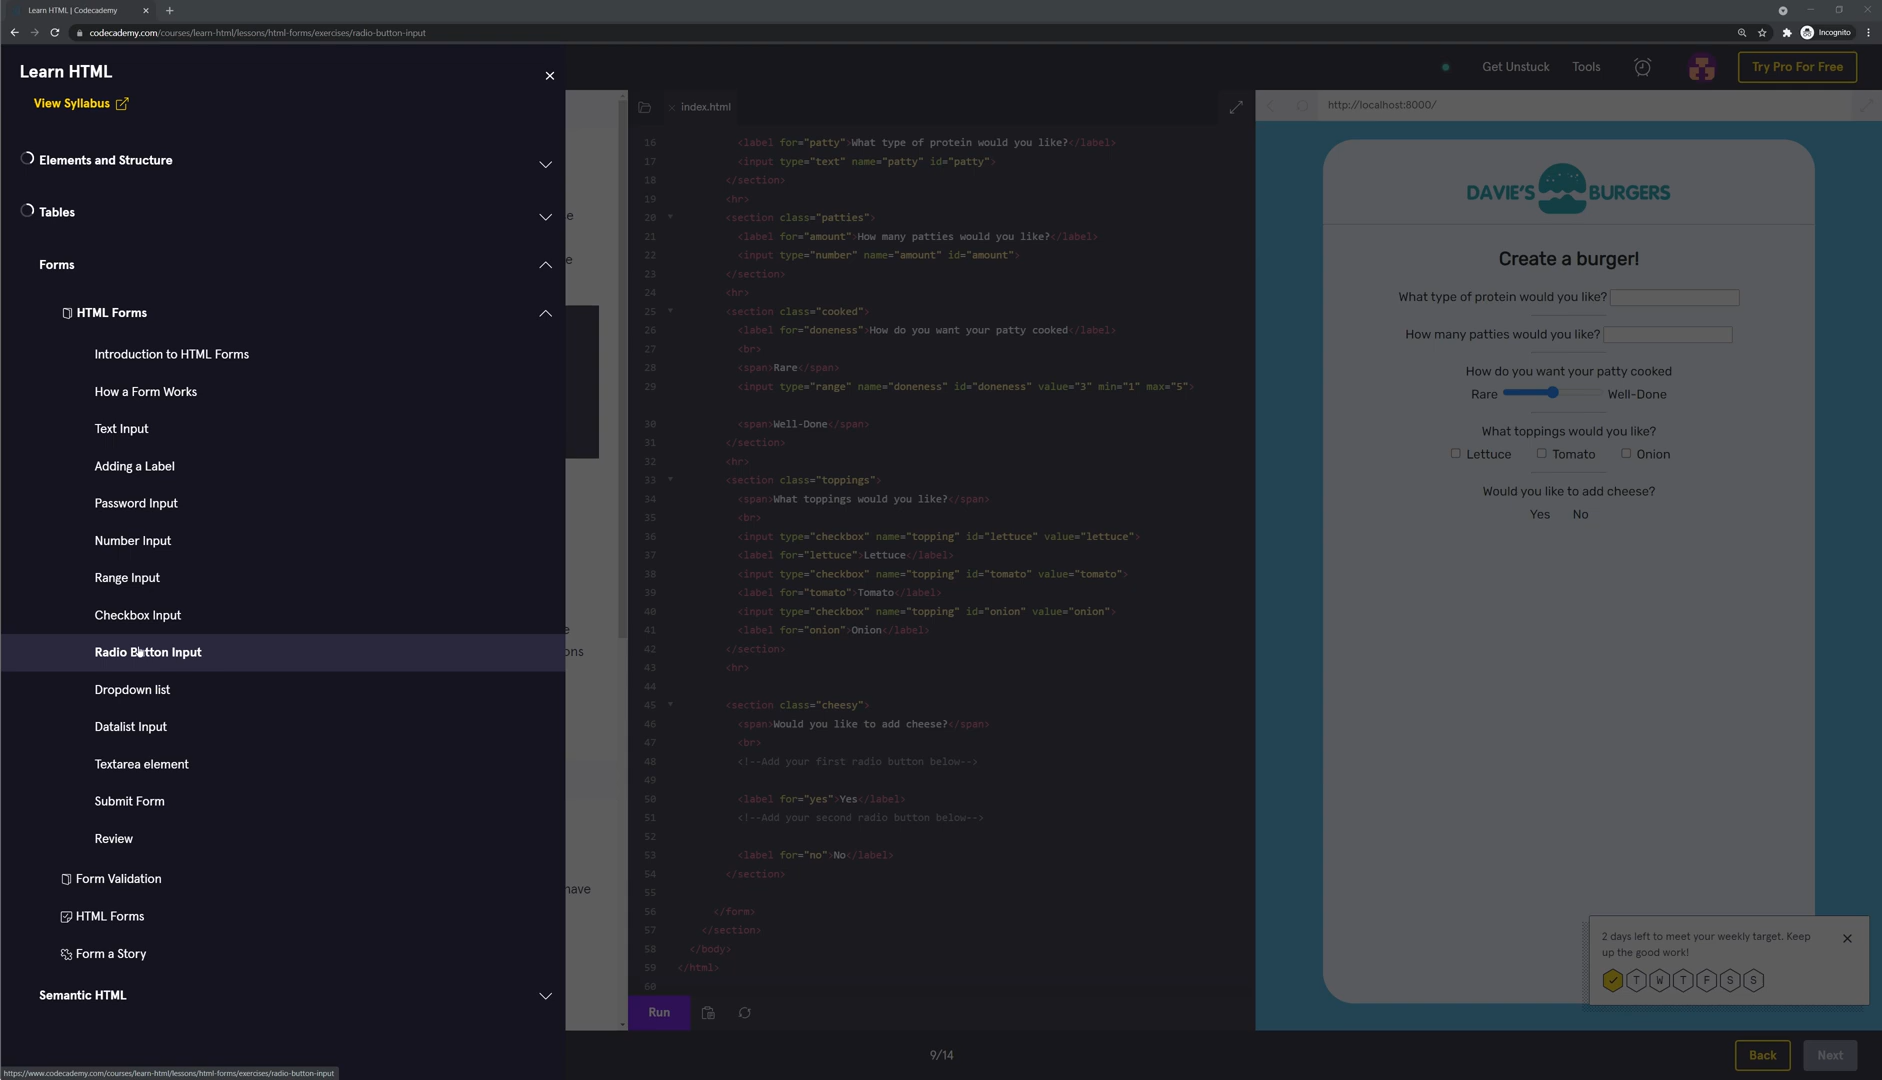 Learn HTML | Codecademy
codecademy.com/courses/learn-html/lessons/html-forms/exercises/radio-button-input
Incognito
Learn HTML
View Syllabus
Elements and Structure
Tables
Forms
HTML Forms
Introduction to HTML Forms
How a Form Works
Text Input
Adding a Label
Password Input
Number Input
Range Input
Checkbox Input
Radio Button Input
Dropdown list
Datalist Input
Textarea element
Submit Form
Review
Form Validation
HTML Forms
Form a Story
Semantic HTML
https://www.codecademy.com/courses/learn-html/lessons/html-forms/exercises/radio-button-input
Get Unstuck
Tools
Try Pro For Free
e
e
e
ons
have
index.html
16 <label for="patty">What type of protein would you like?</label>
17 <input type="text" name="patty" id="patty">
18 </section>
19 <hr>
20 <section class="patties">
21 <label for="amount">How many patties would you like?</label>
22 <input type="number" name="amount" id="amount">
23 </section>
24 <hr>
25 <section class="cooked">
26 <label for="doneness">How do you want your patty cooked</label>
27 <br>
28 <span>Rare</span>
29 <input type="range" name="doneness" id="doneness" value="3" min="1" max="5">
30 <span>Well-Done</span>
31 </section>
32 <hr>
33 <section class="toppings">
34 <span>What toppings would you like?</span>
35 <br>
36 <input type="checkbox" name="topping" id="lettuce" value="lettuce">
37 <label for="lettuce">Lettuce</label>
38 <input type="checkbox" name="topping" id="tomato" value="tomato">
39 <label for="tomato">Tomato</label>
40 <input type="checkbox" name="topping" id="onion" value="onion">
41 <label for="onion">Onion</label>
42 </section>
43 <hr>
44
45 <section class="cheesy">
46 <span>Would you like to add cheese?</span>
47 <br>
48 <!--Add your first radio button below-->
49
50 <label for="yes">Yes</label>
51 <!--Add your second radio button below-->
52
53 <label for="no">No</label>
54 </section>
55
56 </form>
57 </section>
58 </body>
59 </html>
60
Run
9/14
Back
Next
http://localhost:8000/
DAVIE'S BURGERS
Create a burger!
What type of protein would you like?
How many patties would you like?
How do you want your patty cooked
Rare Well-Done
What toppings would you like?
Lettuce Tomato Onion
Would you like to add cheese?
Yes No
2 days left to meet your weekly target. Keep
up the good work!
T W T F S S